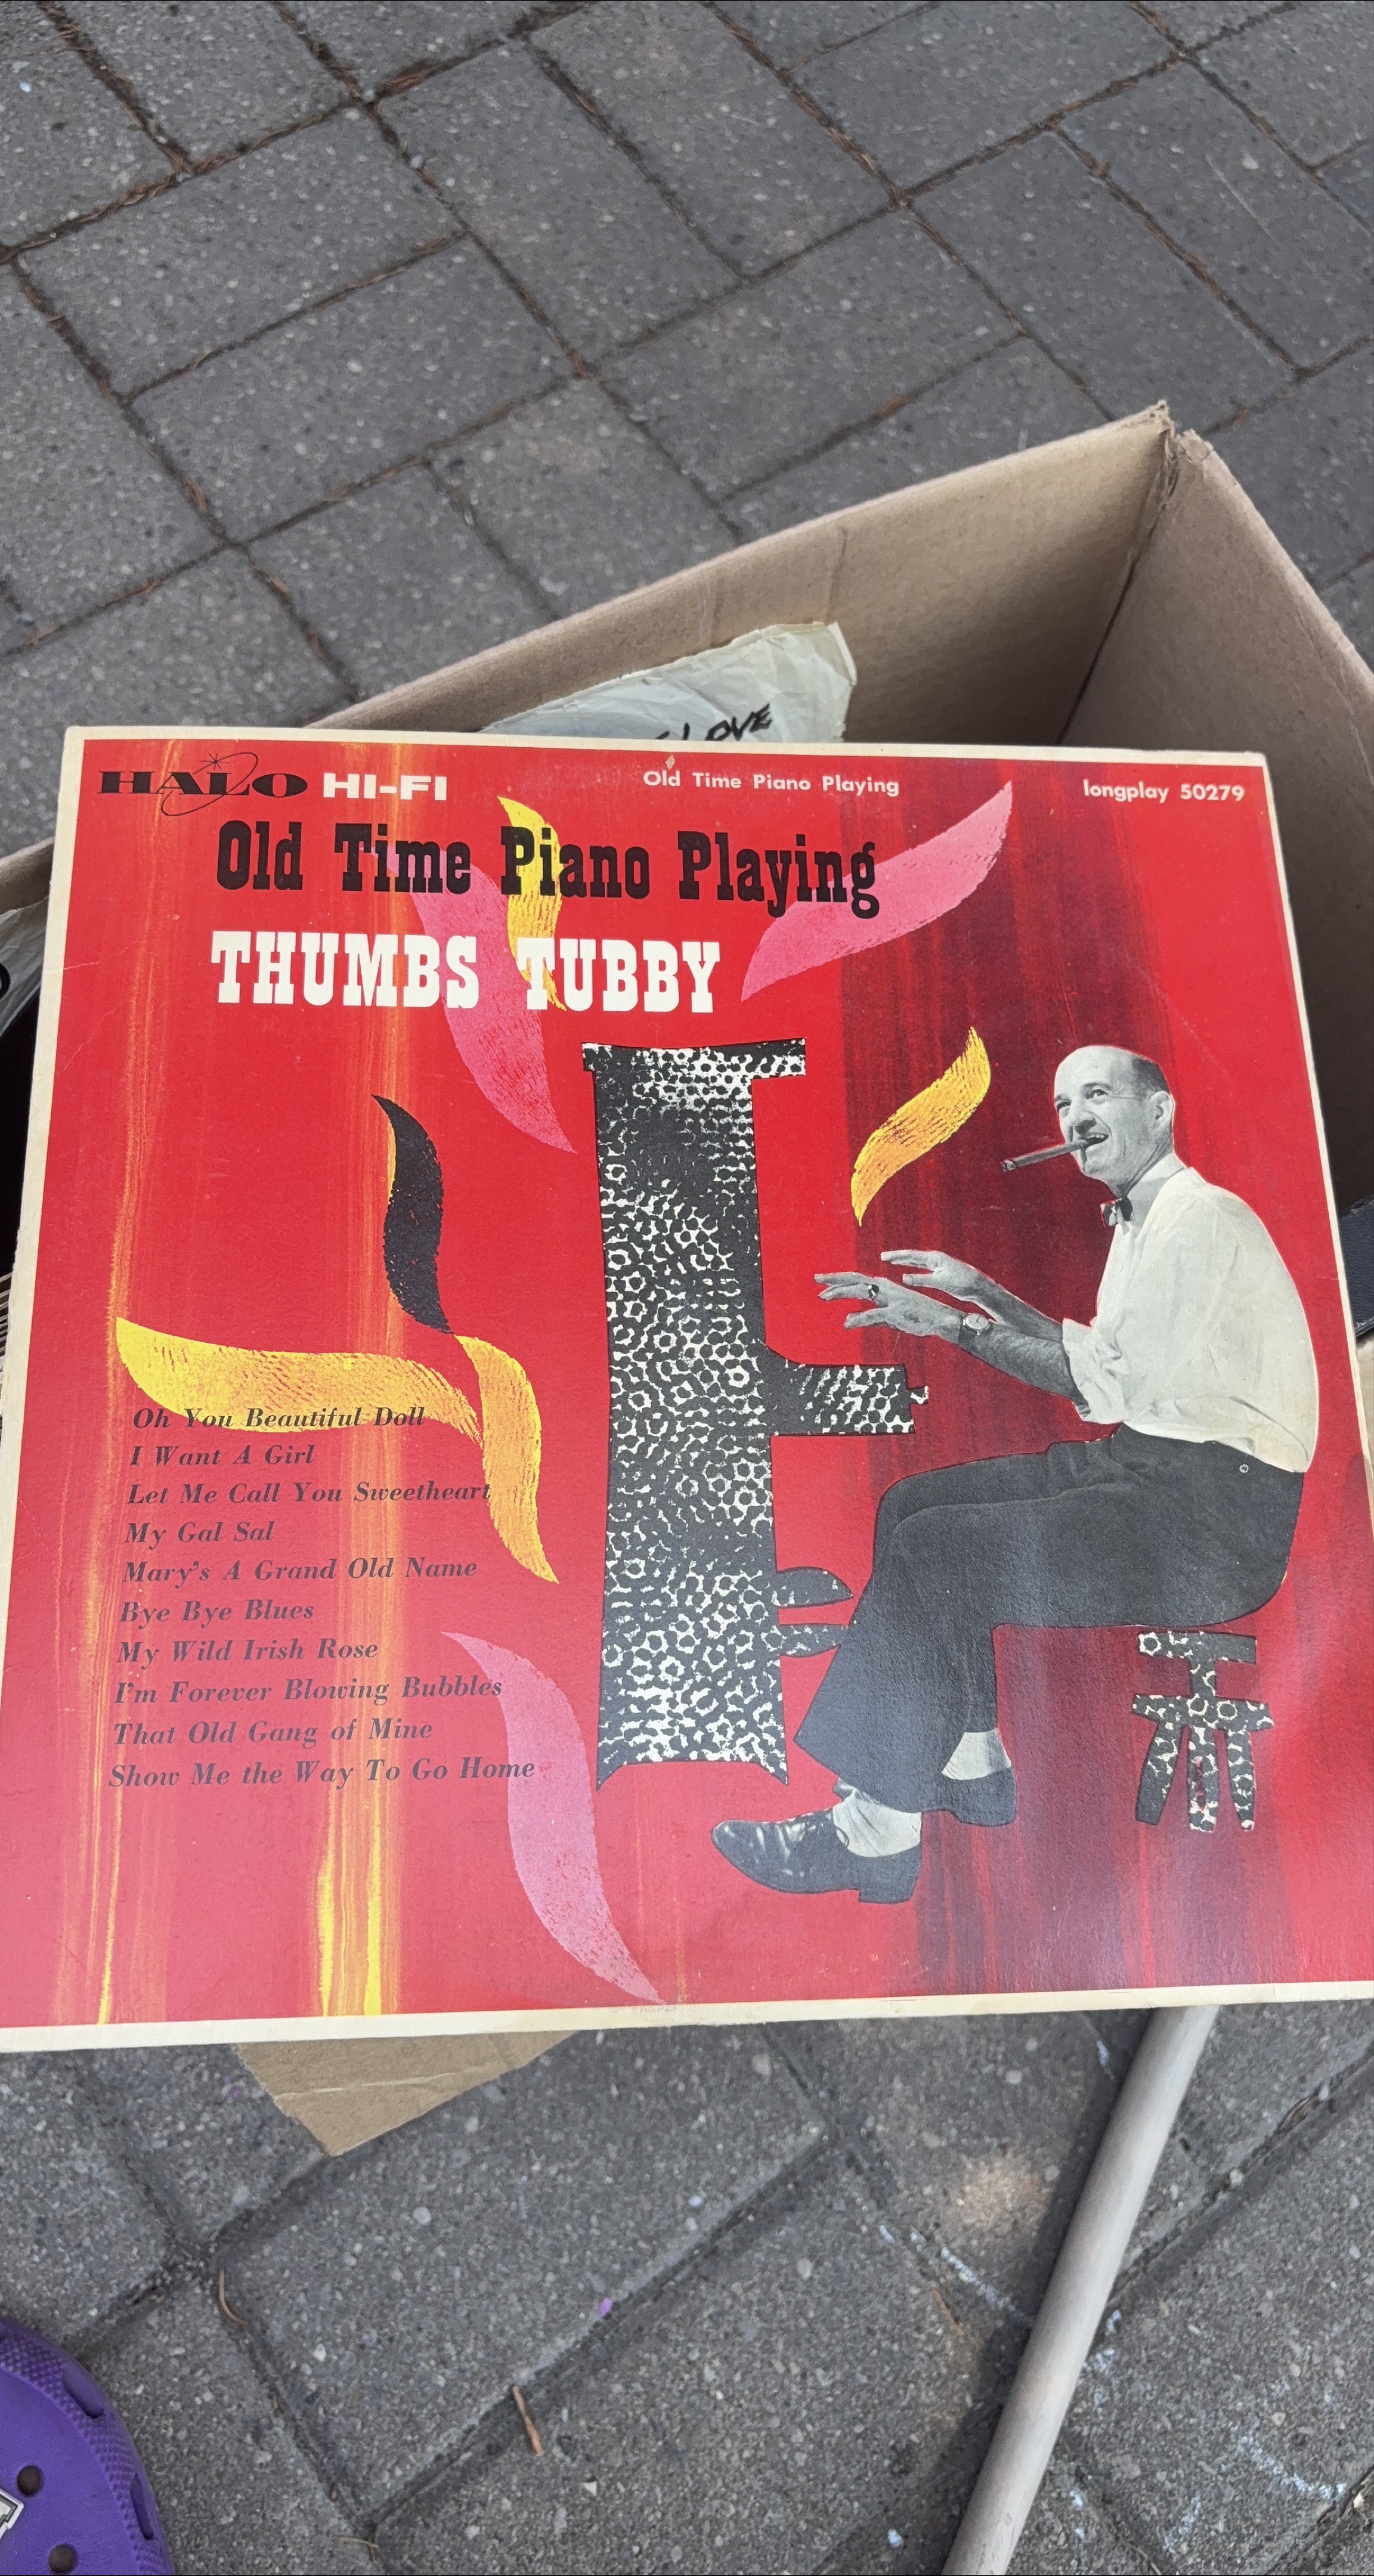 LOVE
HALO HI-FI
Old Time Piano Playing
longplay 50279
Old Time Piano Playing
THUMBS TUBBY
Oh You Beautiful Doll
I Want A Girl
Let Me Call You Sweetheart
My Gal Sal
Mary's A Grand Old Name
Bye Bye Blues
My Wild Irish Rose
I'm Forever Blowing Bubbles
That Old Gang of Mine
Show Me the Way To Go Home